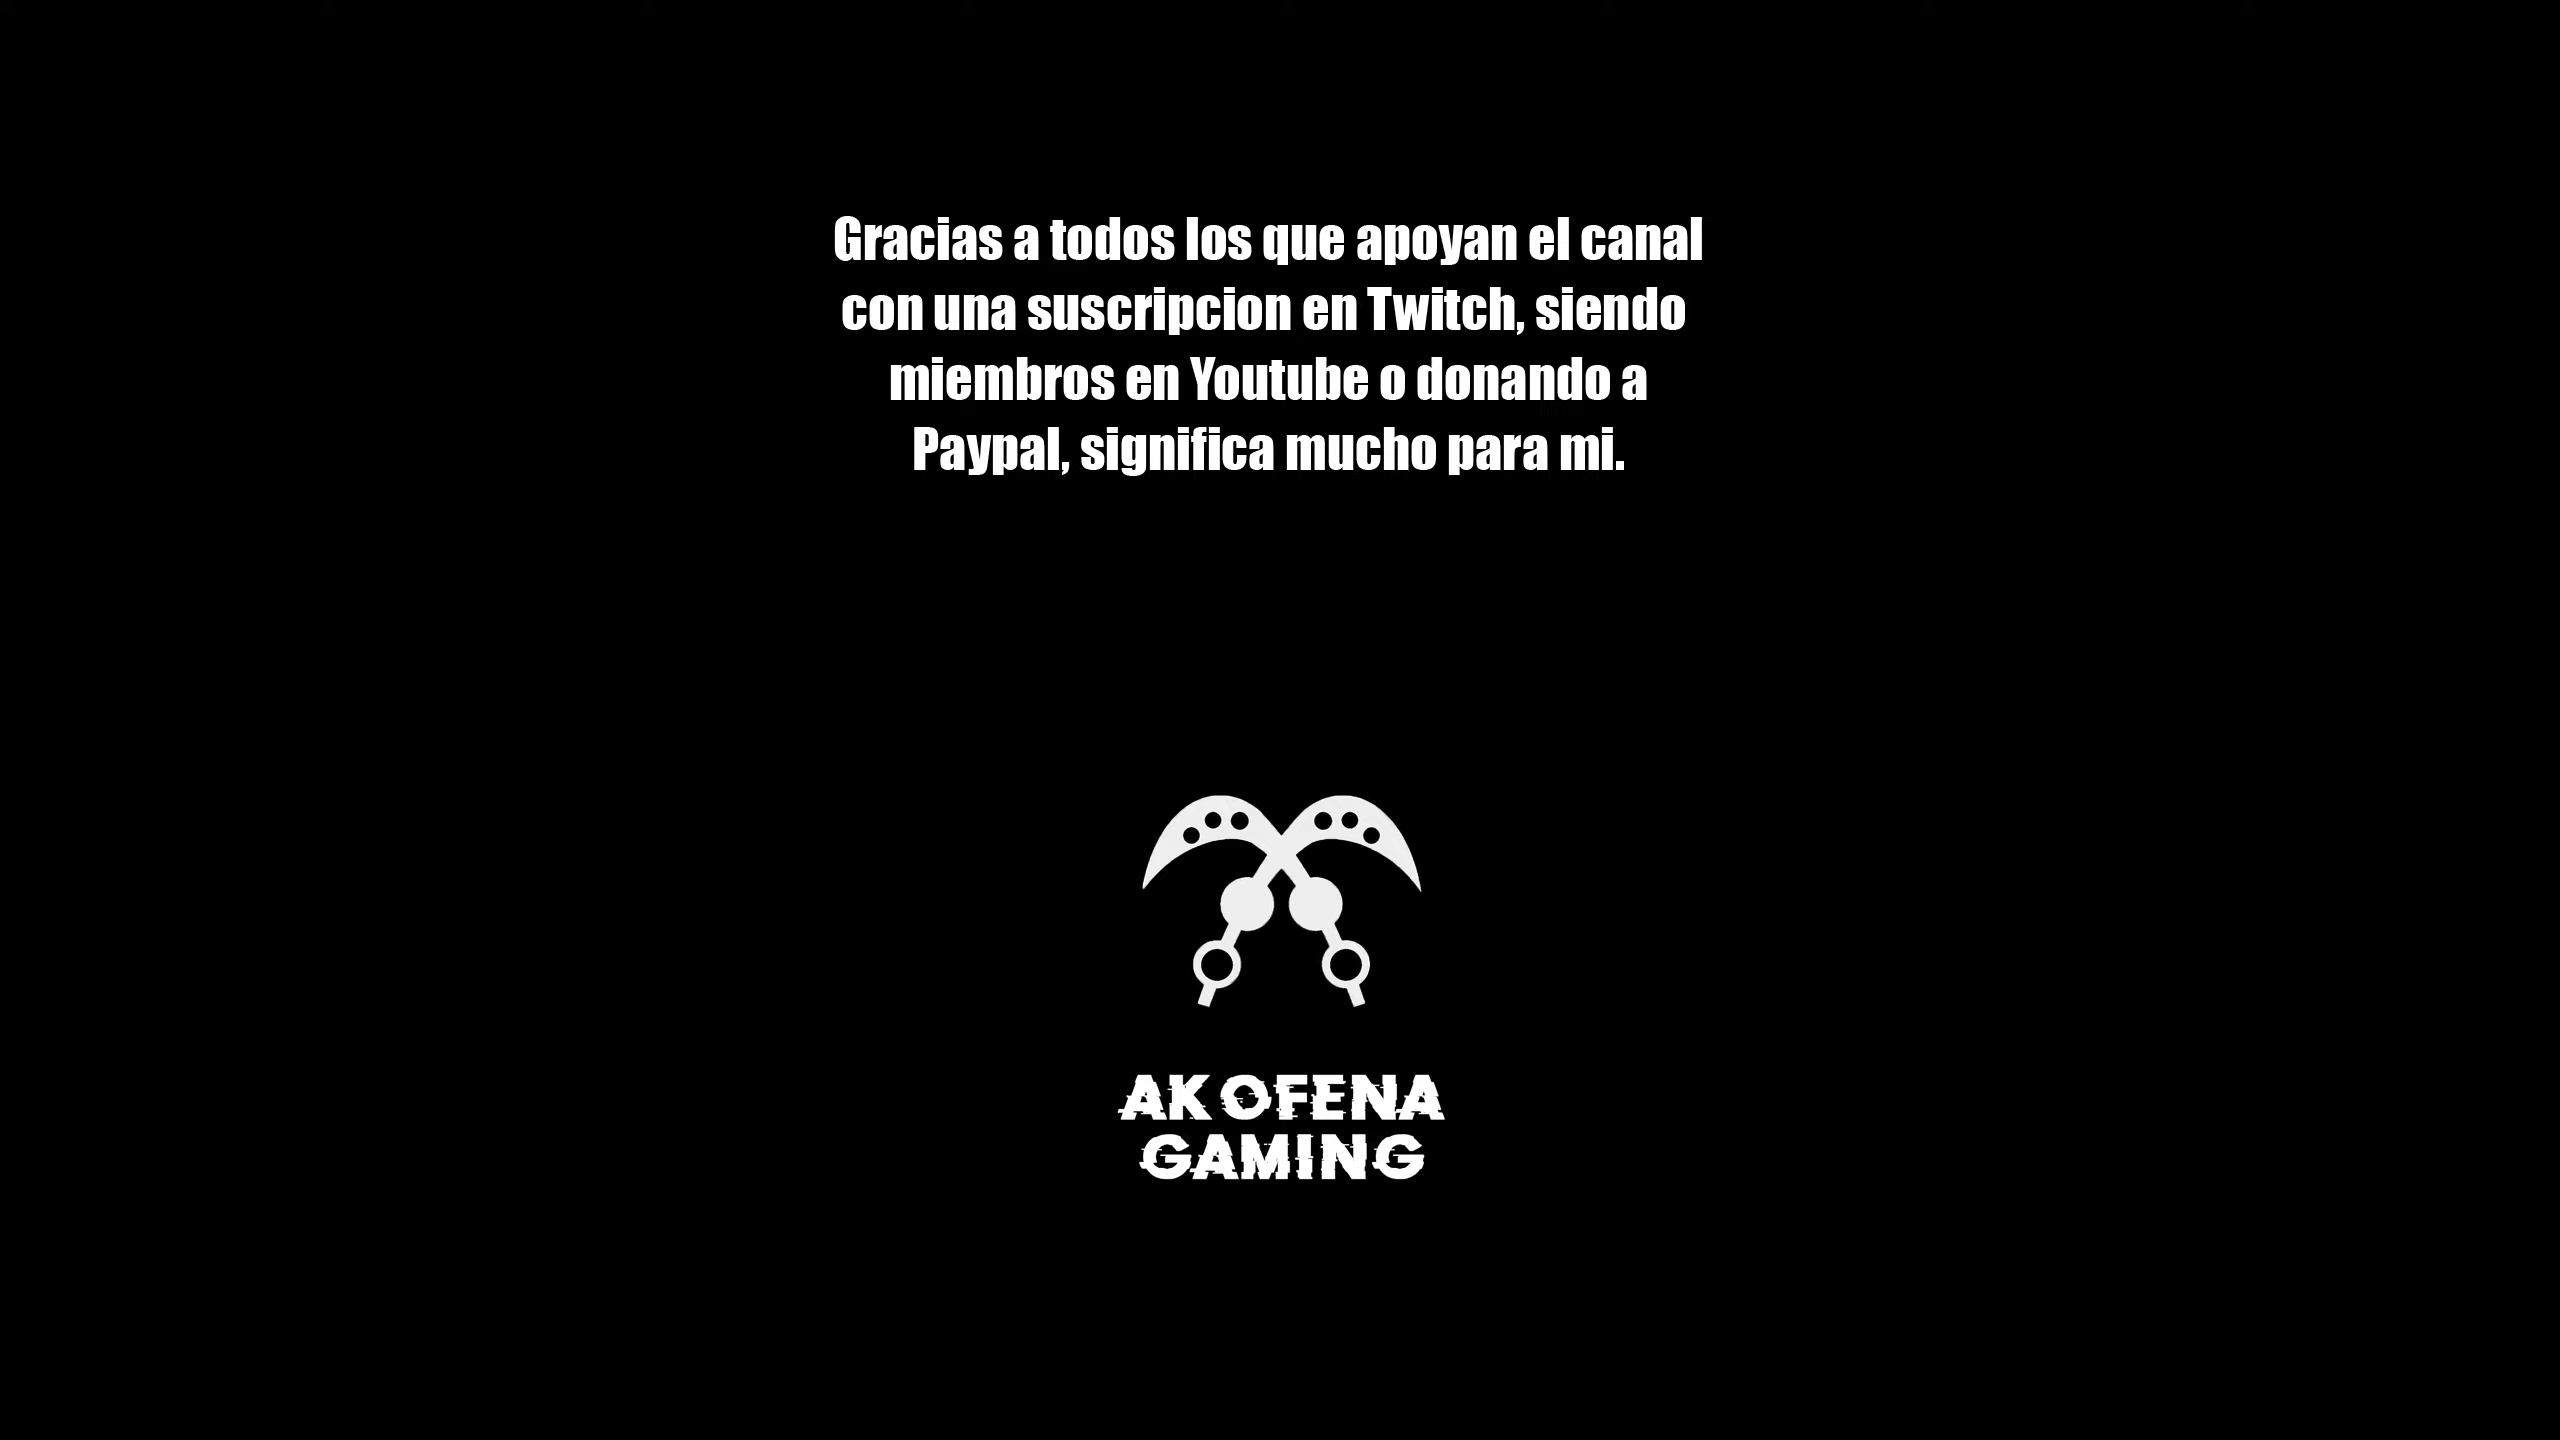 Gracias a todos los que apoyan el canal
con una suscripcion en Twitch, siendo
miembros en Youtube o donando a
Paypal, significa mucho para mi.
AKOFENA
GAMING